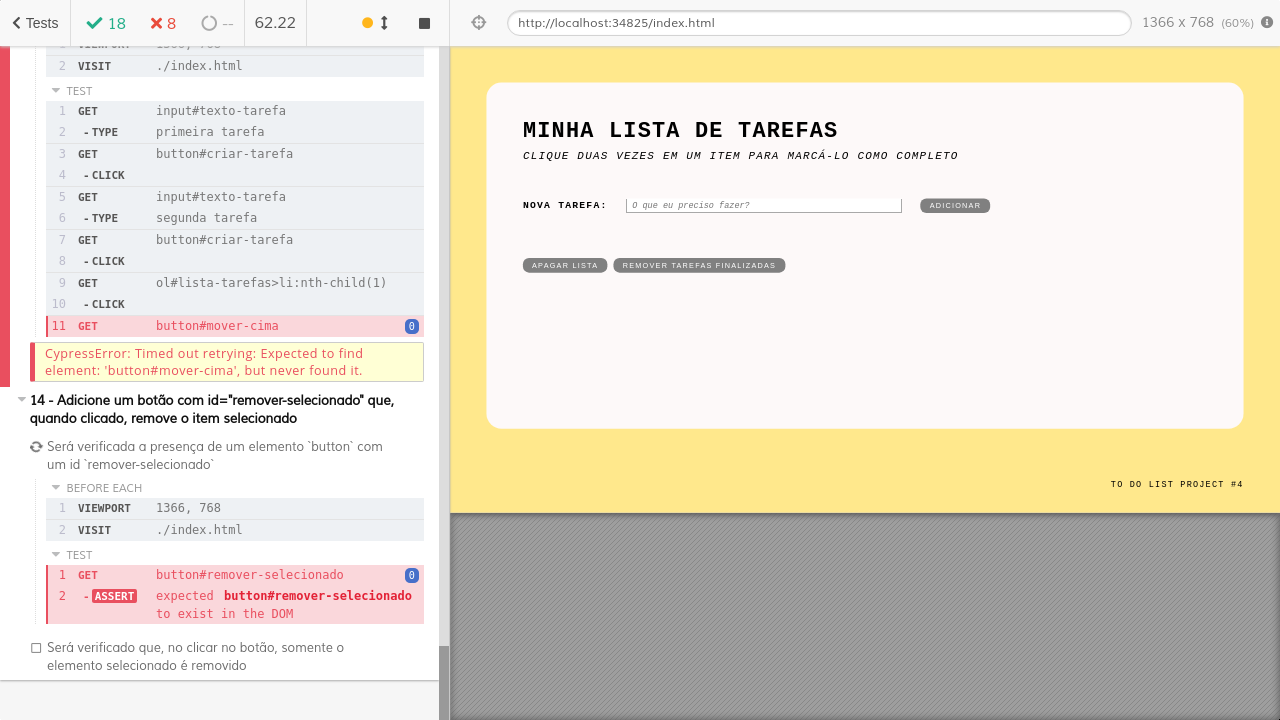 Tests 18 8 -- 62.22
http://localhost:34825/index.html 1366 x 768 (60%)
1 VIEWPORT 1366, 768
2 VISIT ./index.html
TEST
1 GET input#texto-tarefa
2 -TYPE primeira tarefa
3 GET button#criar-tarefa
4 -CLICK
5 GET input#texto-tarefa
6 -TYPE segunda tarefa
7 GET button#criar-tarefa
8 -CLICK
9 GET ol#lista-tarefas>li:nth-child(1)
10 -CLICK
11 GET button#mover-cima 0
CypressError: Timed out retrying: Expected to find
element: 'button#mover-cima', but never found it.
14 - Adicione um botão com id="remover-selecionado" que,
quando clicado, remove o item selecionado
Será verificada a presença de um elemento `button` com
um id `remover-selecionado`
BEFORE EACH
1 VIEWPORT 1366, 768
2 VISIT ./index.html
TEST
1 GET button#remover-selecionado 0
2 -ASSERT expected button#remover-selecionado
to exist in the DOM
Será verificado que, no clicar no botão, somente o
elemento selecionado é removido
MINHA LISTA DE TAREFAS
CLIQUE DUAS VEZES EM UM ITEM PARA MARCÁ-LO COMO COMPLETO
NOVA TAREFA: O que eu preciso fazer? ADICIONAR
APAGAR LISTA REMOVER TAREFAS FINALIZADAS
TO DO LIST PROJECT #4